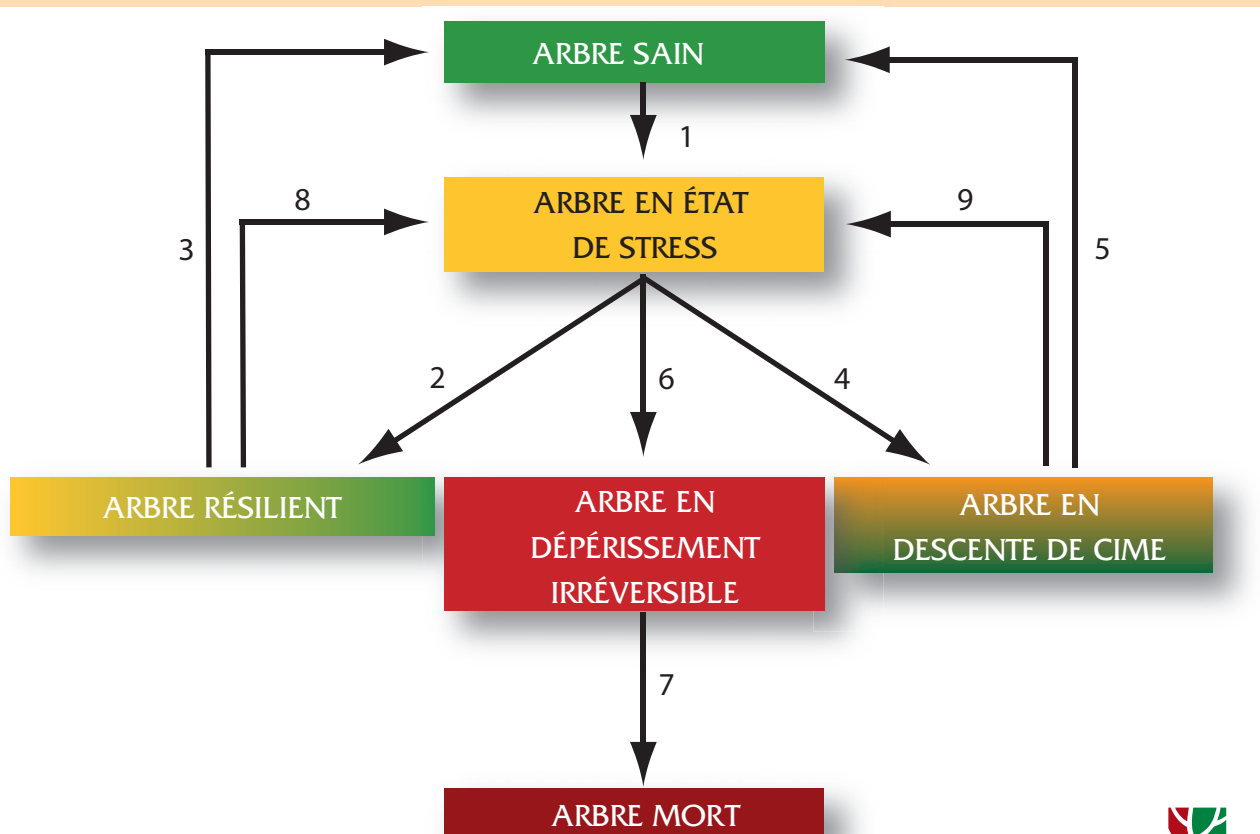 ARBRE SAIN
1
ARBRE EN ÉTAT
DE STRESS
8
9
3
5
2
6
4
ARBRE RÉSILIENT
ARBRE EN
DÉPÉRISSEMENT
IRRÉVERSIBLE
ARBRE EN
DESCENTE DE CIME
7
ARBRE MORT